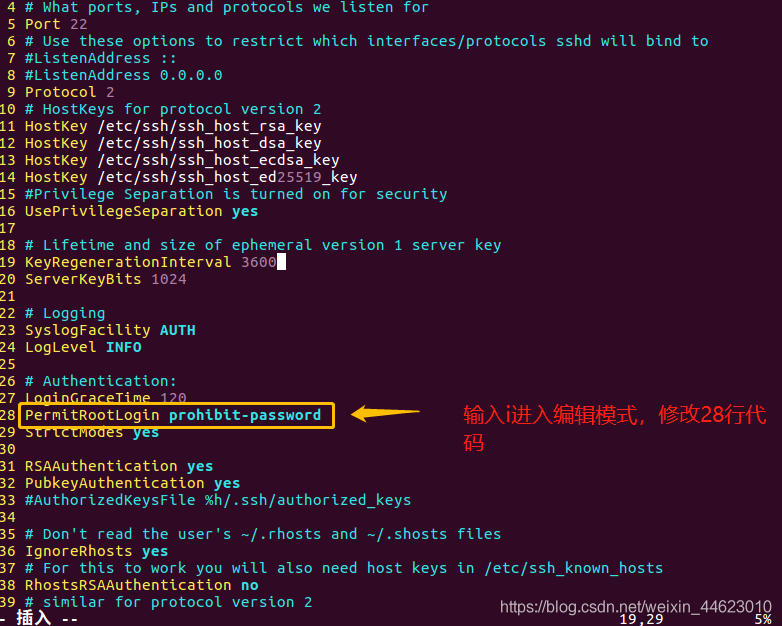 4 # What ports, IPs and protocols we listen for
5 Port 22
6 # Use these options to restrict which interfaces/protocols sshd will bind to
7 #ListenAddress ::
8 #ListenAddress 0.0.0.0
9 Protocol 2
10 # HostKeys for protocol version 2
11 HostKey /etc/ssh/ssh_host_rsa_key
12 HostKey /etc/ssh/ssh_host_dsa_key
13 HostKey /etc/ssh/ssh_host_ecdsa_key
14 HostKey /etc/ssh/ssh_host_ed25519_key
15 #Privilege Separation is turned on for security
16 UsePrivilegeSeparation yes
17
18 # Lifetime and size of ephemeral version 1 server key
19 KeyRegenerationInterval 3600
20 ServerKeyBits 1024
21
22 # Logging
23 SyslogFacility AUTH
24 LogLevel INFO
25
26 # Authentication:
27 LoginGraceTime 120
28 PermitRootLogin prohibit-password
输入i进入编辑模式，修改28行代
码
29 StrictModes yes
30
31 RSAAuthentication yes
32 PubkeyAuthentication yes
33 #AuthorizedKeysFile %h/.ssh/authorized_keys
34
35 # Don't read the user's ~/.rhosts and ~/.shosts files
36 IgnoreRhosts yes
37 # For this to work you will also need host keys in /etc/ssh_known_hosts
38 RhostsRSAAuthentication no
39 # similar for protocol version 2
https://blog.csdn.net/weixin_44623010
- 插入 -- 19,29 5%